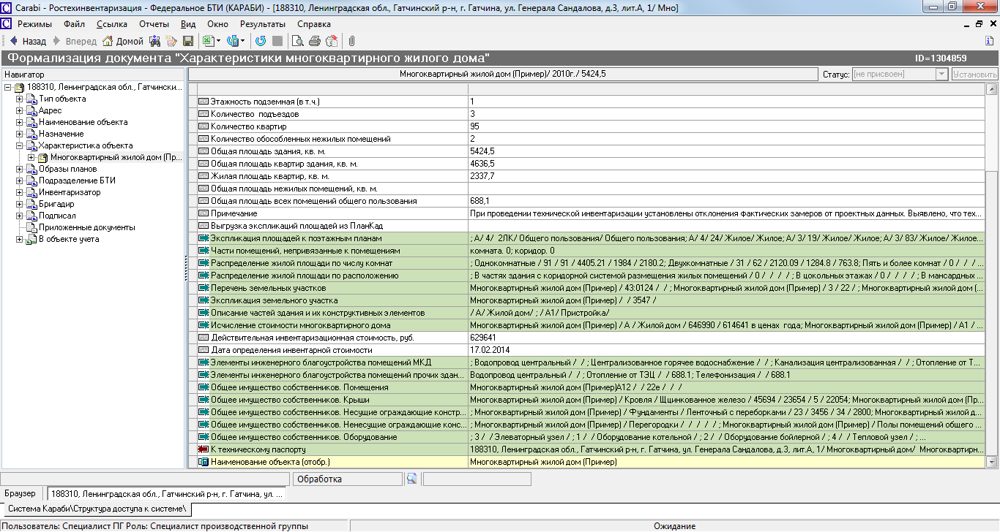 Carabi - Ростехинвентаризация - Федеральное БТИ (КАРАБИ) - [188310, Ленинградская обл., Гатчинский р-н, г. Гатчина, ул. Генерала Сандалова, д.3, лит.А, 1/ Мно]
Режимы Файл Ссылка Отчеты Вид Окно Результаты Справка
Назад Вперед Домой
Формализация документа "Характеристики многоквартирного жилого дома" ID=1304859
Навигатор
188310, Ленинградская обл., Гатчински...
Тип объекта
Адрес
Наименование объекта
Назначение
Характеристика объекта
Многоквартирный жилой дом (Пр...
Образы планов
Подразделение БТИ
Инвентаризатор
Бригадир
Подписал
Приложенные документы
В объекте учета
Многоквартирный жилой дом (Пример)/ 2010г./ 5424,5 Статус: [не присвоен] Установить
Этажность подземная (в т.ч.) 1
Количество подъездов 3
Количество квартир 95
Количество обособленных нежилых помещений 2
Общая площадь здания, кв. м. 5424,5
Общая площадь квартир здания, кв. м. 4636,5
Жилая площадь квартир, кв. м. 2337,7
Общая площадь нежилых помещений, кв. м.
Общая площадь всех помещений общего пользования 688,1
Примечание При проведении технической инвентаризации установлены отклонения фактических замеров от проектных данных. Выявлено, что тех...
Выгрузка экспликаций площадей из ПланКад
Экспликация площадей к поэтажным планам ; А/ 4/ 2ЛК/ Общего пользования/ Общего пользования; А/ 4/ 24/ Жилое/ Жилое; А/ 3/ 19/ Жилое/ Жилое; А/ 3/ 83/ Жилое/ Жилое...
Части помещений, непривязанные к помещениям комната. 0; коридор. 0
Распределение жилой площади по числу комнат ; Однокомнатные / 91 / 91 / 4405.21 / 1984 / 2180.2; Двухкомнатные / 31 / 62 / 2120.09 / 1284.8 / 763.8; Пять и более комнат / 0 / / / ...
Распределение жилой площади по расположению ; В частях здания с коридорной системой размещения жилых помещений / 0 / / / / ; В цокольных этажах / 0 / / / / ; В мансардных ...
Перечень земельных участков Многоквартирный жилой дом (Пример) / 43:0124 / / ; Многоквартирный жилой дом (Пример) / 3 / 22 / ; Многоквартирный жилой дом (...
Экспликация земельного участка Многоквартирный жилой дом (Пример) / / 3547 /
Описание частей здания и их конструктивных элементов / А/ Жилой дом/ ; / А1/ Пристройка/
Исчисление стоимости многоквартирного дома Многоквартирный жилой дом (Пример) / А / Жилой дом / 646990 / 614641 в ценах года; Многоквартирный жилой дом (Пример) / А1 / ...
Действительная инвентаризационная стоимость, руб. 629641
Дата определения инвентарной стоимости 17.02.2014
Элементы инженерного благоустройства помещений МКД ; Водопровод центральный / / ; Централизованное горячее водоснабжение / / ; Канализация централизованная / / ; Отопление от Т...
Элементы инженерного благоустройства помещений прочих здан... Водопровод центральный / / ; Отопление от ТЭЦ / / 688.1; Телефонизация / / 688.1
Общее имущество собственников. Помещения Многоквартирный жилой дом (Пример)А12 / / 22е / / /
Общее имущество собственников. Крыши Многоквартирный жилой дом (Пример) / Кровля / Щцинкованное железо / 45694 / 23654 / 5 / 22054; Многоквартирный жилой дом (Пр...
Общее имущество собственников. Несущие ограждающие констр... ; Многоквартирный жилой дом (Пример) / Фундаменты / Ленточный с переборками / 23 / 3456 / 34 / 2800; Многоквартирный жилой д...
Общее имущество собственников. Ненесущие ограждающие конс... ; Многоквартирный жилой дом (Пример) / Перегородки / / / / / ; Многоквартирный жилой дом (Пример) / Полы помещений общего ...
Общее имущество собственников. Оборудование ; 3 / / Элеваторный узел / ; 1 / / Оборудование котельной / ; 2 / / Оборудование бойлерной / ; 4 / / Тепловой узел / ; ...
К техническому паспорту 188310, Ленинградская обл., Гатчинский р-н, г. Гатчина, ул. Генерала Сандалова, д.3, лит.А, 1/ Многоквартирный жилой дом/ Многоквартирн...
Наименование объекта (отобр.) Многоквартирный жилой дом (Пример)
Обработка
Браузер 188310, Ленинградская обл., Гатчинский р-н, г. Гатчина, ул. ...
Система Караби\Структура доступа к системе\
Пользователь: Специалист ПГ Роль: Специалист производственной группы Ожидание